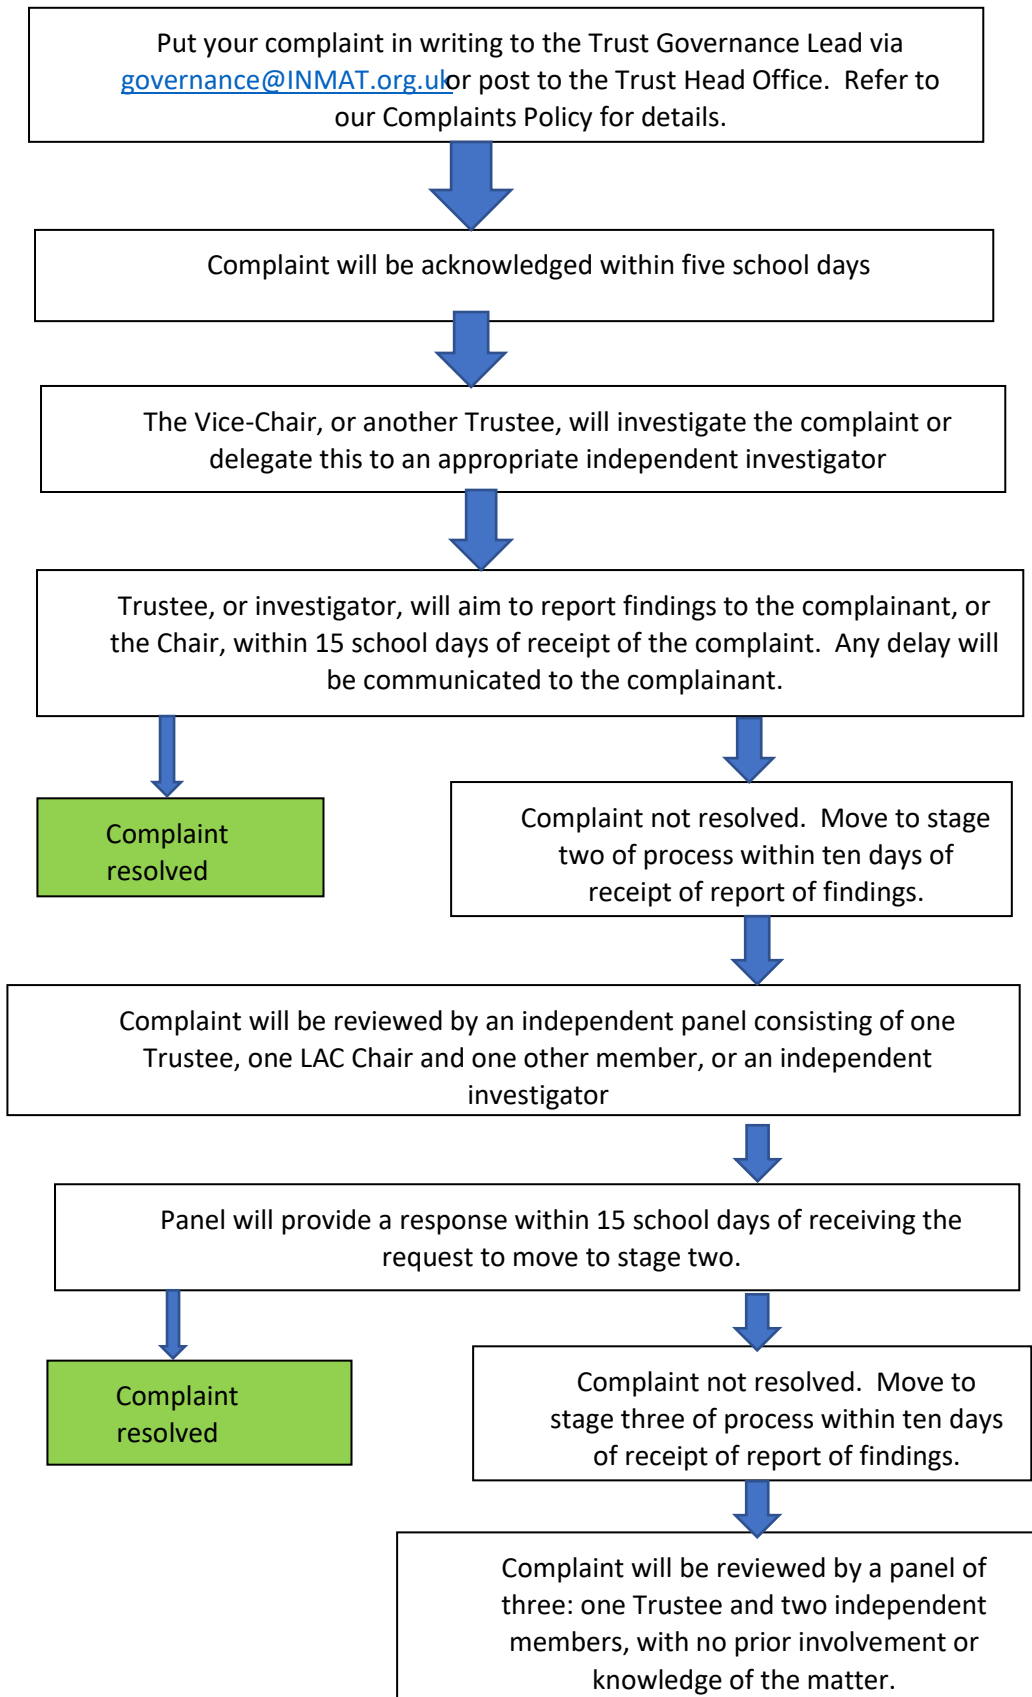 Put your complaint in writing to the Trust Governance Lead via
governance@INMAT.org.uk or post to the Trust Head Office. Refer to
our Complaints Policy for details.
Complaint will be acknowledged within five school days
The Vice-Chair, or another Trustee, will investigate the complaint or
delegate this to an appropriate independent investigator
Trustee, or investigator, will aim to report findings to the complainant, or
the Chair, within 15 school days of receipt of the complaint. Any delay will
be communicated to the complainant.
Complaint
resolved
Complaint not resolved. Move to stage
two of process within ten days of
receipt of report of findings.
Complaint will be reviewed by an independent panel consisting of one
Trustee, one LAC Chair and one other member, or an independent
investigator
Panel will provide a response within 15 school days of receiving the
request to move to stage two.
Complaint
resolved
Complaint not resolved. Move to
stage three of process within ten days
of receipt of report of findings.
Complaint will be reviewed by a panel of
three: one Trustee and two independent
members, with no prior involvement or
knowledge of the matter.